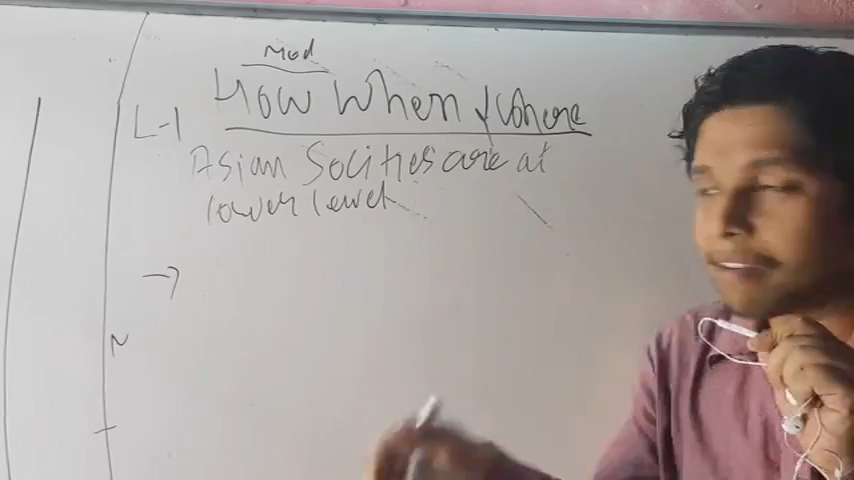 Mod
How When & Where
L-1
Asian Socities are at
lower level
→
N